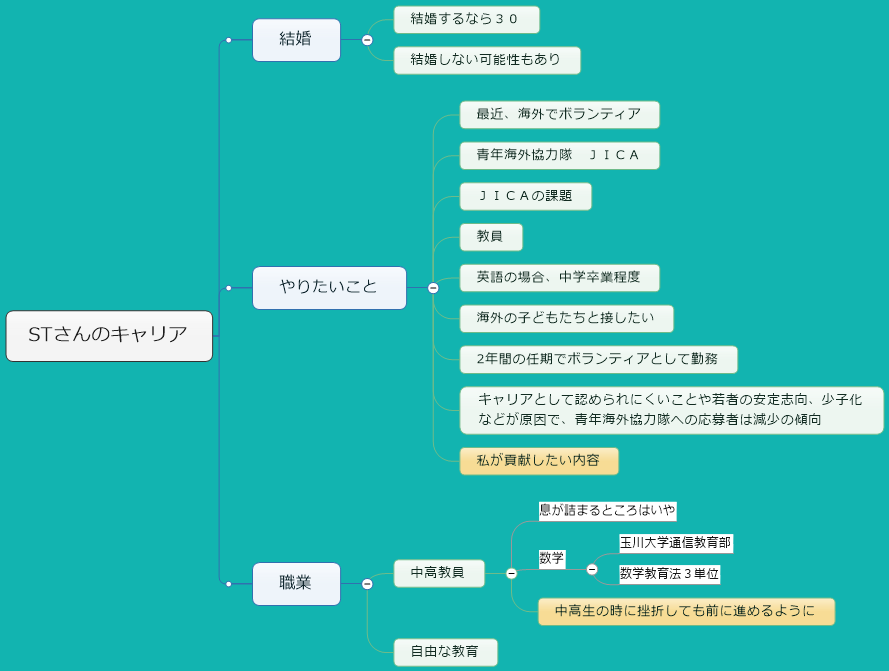 結婚
結婚するなら３０
結婚しない可能性もあり
最近、海外でボランティア
青年海外協力隊　ＪＩＣＡ
ＪＩＣＡの課題
教員
英語の場合、中学卒業程度
やりたいこと
海外の子どもたちと接したい
2年間の任期でボランティアとして勤務
キャリアとして認められにくいことや若者の安定志向、少子化
などが原因で、青年海外協力隊への応募者は減少の傾向
私が貢献したい内容
STさんのキャリア
職業
中高教員
息が詰まるところはいや
数学
玉川大学通信教育部
数学教育法３単位
中高生の時に挫折しても前に進めるように
自由な教育